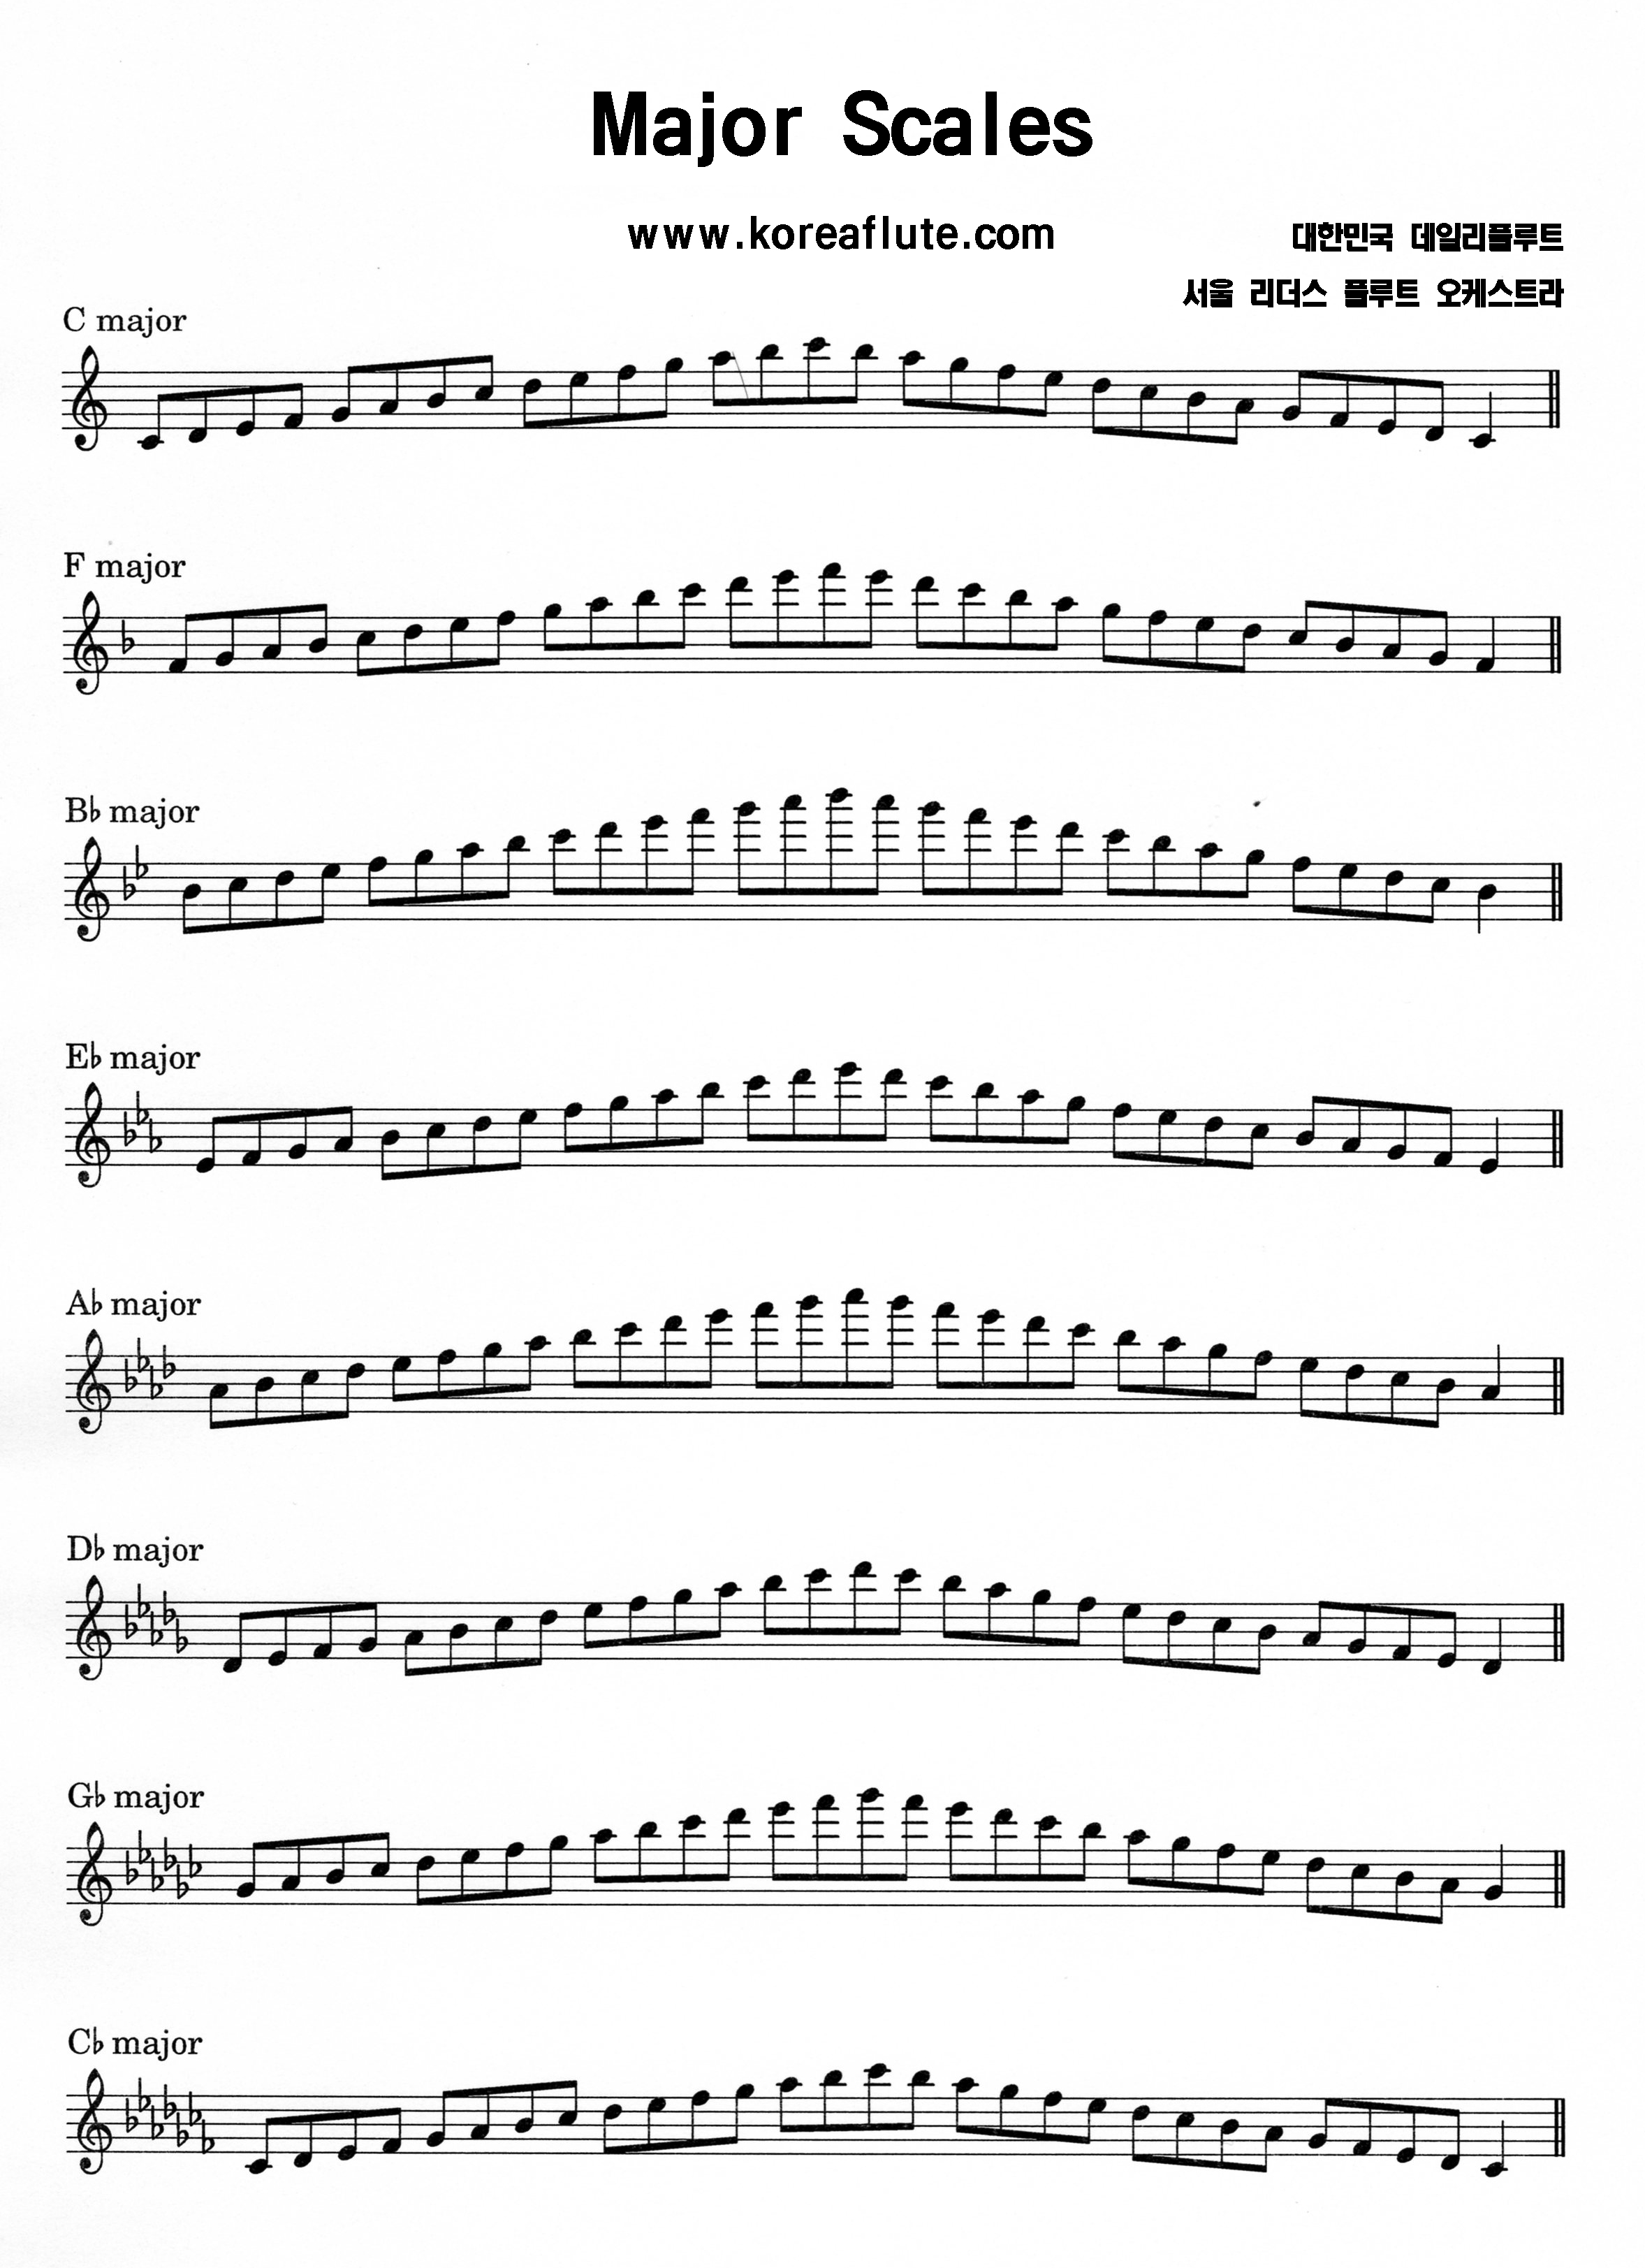 Major Scales
www.koreaflute.com
대한민국 데일리플루트
서울 리더스 플루트 오케스트라
C major
F major
B♭ major
E♭ major
A♭ major
D♭ major
G♭ major
C♭ major